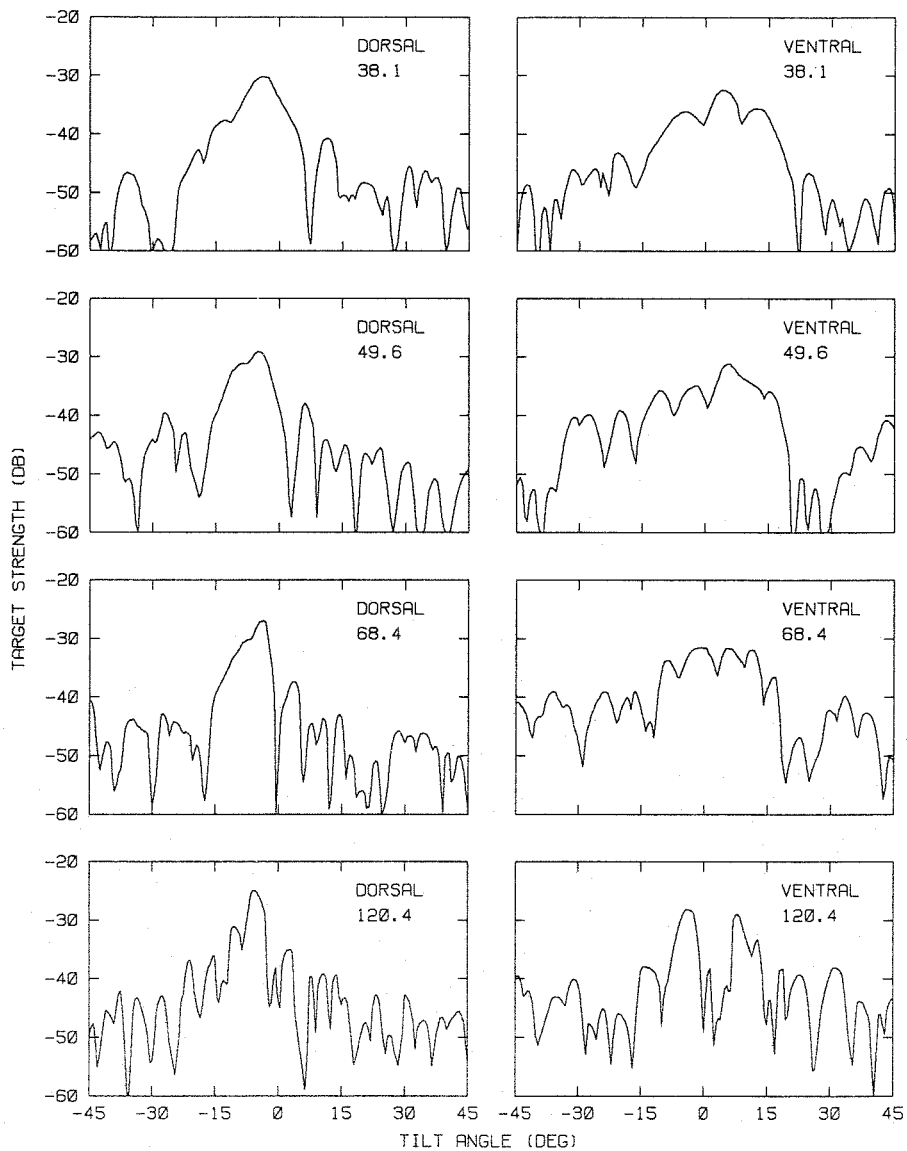 -20
-30
-40
-50
-60
DORSAL
38.1
VENTRAL
38.1
-20
-30
-40
-50
-60
DORSAL
49.6
VENTRAL
49.6
-20
-30
-40
-50
-60
DORSAL
68.4
VENTRAL
68.4
-20
-30
-40
-50
-60
DORSAL
120.4
VENTRAL
120.4
-45 -30 -15 0 15 30 45
-45 -30 -15 0 15 30 45
TARGET STRENGTH (DB)
TILT ANGLE (DEG)